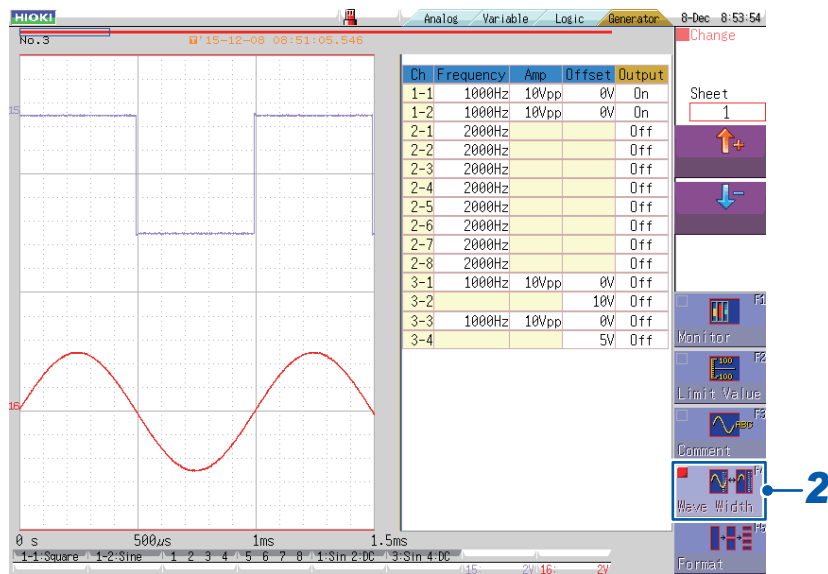 HIOKI
Analog Variable Logic Generator 8-Dec 8:53:54
No.3 '15-12-08 08:51:05.546 Change
Ch Frequency Amp Offset Output
1-1 1000Hz 10Vpp 0V On
1-2 1000Hz 10Vpp 0V On
2-1 2000Hz Off
2-2 2000Hz Off
2-3 2000Hz Off
2-4 2000Hz Off
2-5 2000Hz Off
2-6 2000Hz Off
2-7 2000Hz Off
2-8 2000Hz Off
3-1 1000Hz 10Vpp 0V Off
3-2 10V Off
3-3 1000Hz 10Vpp 0V Off
3-4 5V Off
Sheet
1
+
-
F1
Monitor
F2
100
-100
Limit Value
F3
ABC
Comment
F4
Wave Width
2
F5
Format
15
16
0 s 500µs 1ms 1.5ms
1-1:Square 1-2:Sine 1 2 3 4 5 6 7 8 1:Sin 2:DC 3:Sin 4:DC
15: 2V 16: 2V